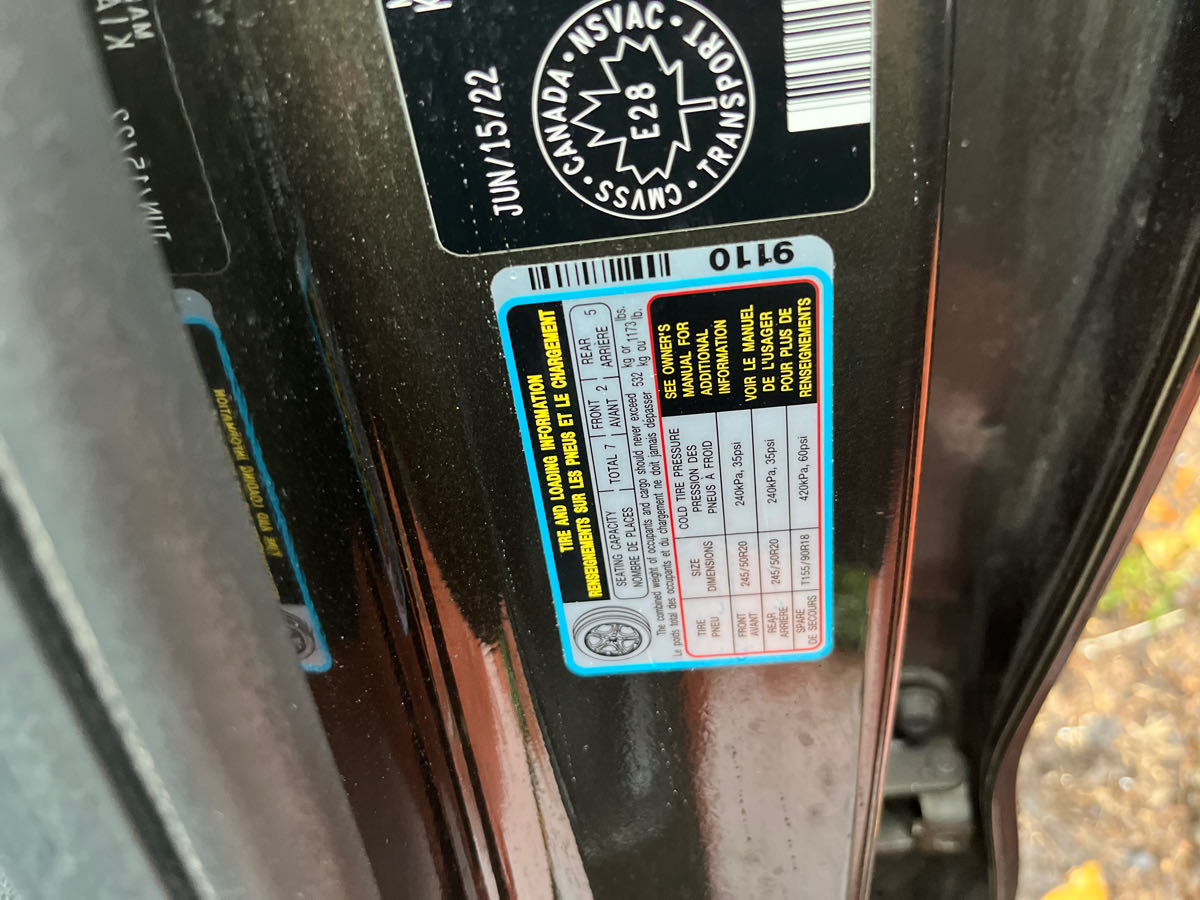 JUN/15/22
CANADA • NSVAC • TRANSPORT • CMVSS •
E28
9110
TIRE AND LOADING INFORMATION
RENSEIGNEMENTS SUR LES PNEUS ET LE CHARGEMENT
SEATING CAPACITY TOTAL 7 FRONT 2 REAR 5
NOMBRE DE PLACES AVANT ARRIÈRE
The combined weight of occupants and cargo should never exceed 532 kg or 1173 lbs.
Le poids total des occupants et du chargement ne doit jamais dépasser kg ou lb.
TIRE SIZE COLD TIRE PRESSURE
PNEU DIMENSIONS PRESSION DES
PNEUS À FROID
FRONT 245/50R20 240kPa, 35psi
AVANT
REAR 245/50R20 240kPa, 35psi
ARRIÈRE
SPARE T155/90R18 420kPa, 60psi
DE SECOURS
SEE OWNER'S
MANUAL FOR
ADDITIONAL
INFORMATION
VOIR LE MANUEL
DE L'USAGER
POUR PLUS DE
RENSEIGNEMENTS